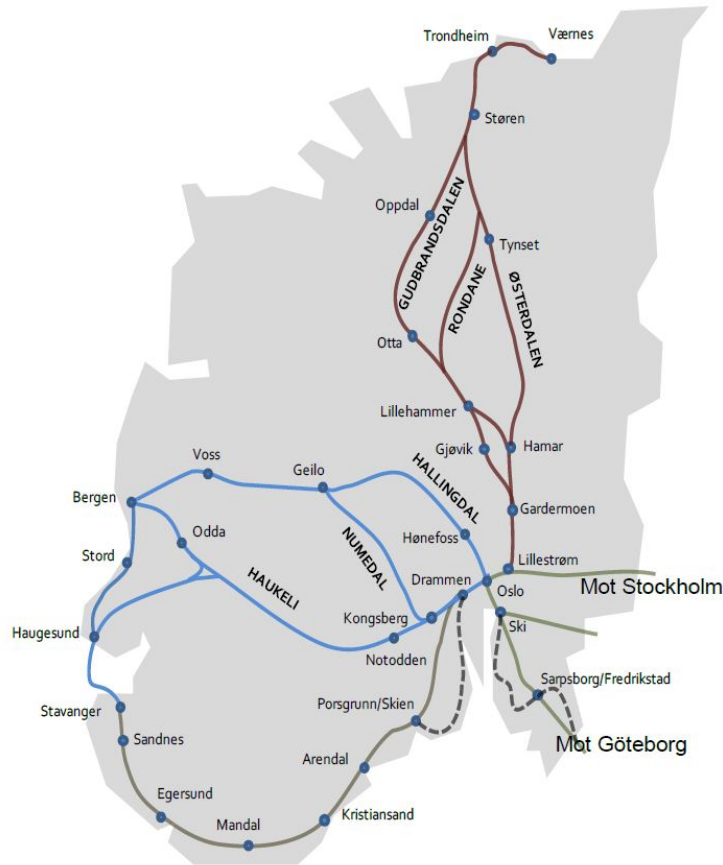 Trondheim
Værnes
Støren
Oppdal
GUDBRANDSDALEN
Tynset
RONDANE
ØSTERDALEN
Otta
Lillehammer
Gjøvik
Hamar
Voss
Geilo
HALLINGDAL
Bergen
Gardermoen
Odda
NUMEDAL
Hønefoss
Stord
HAUKELI
Drammen
Lillestrøm
Oslo
Mot Stockholm
Kongsberg
Ski
Haugesund
Notodden
Sarpsborg/Fredrikstad
Stavanger
Porsgrunn/Skien
Sandnes
Mot Göteborg
Arendal
Egersund
Mandal
Kristiansand